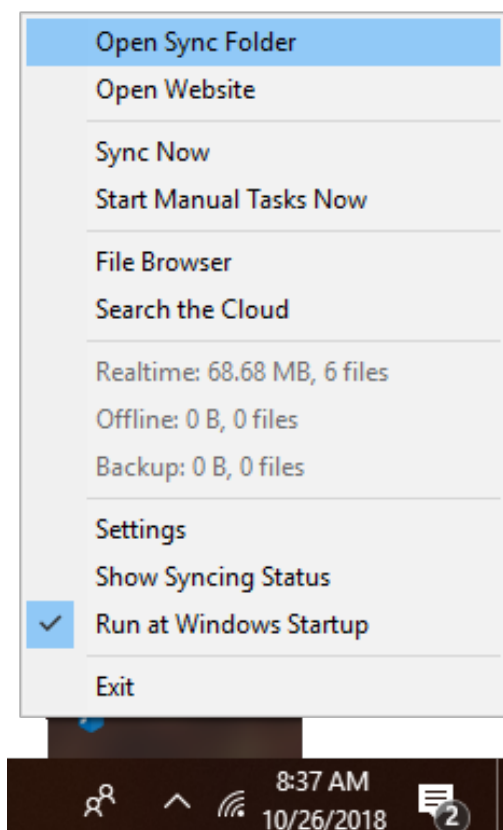 Open Sync Folder
Open Website
Sync Now
Start Manual Tasks Now
File Browser
Search the Cloud
Realtime: 68.68 MB, 6 files
Offline: 0 B, 0 files
Backup: 0 B, 0 files
Settings
Show Syncing Status
Run at Windows Startup
Exit
8:37 AM
10/26/2018
2